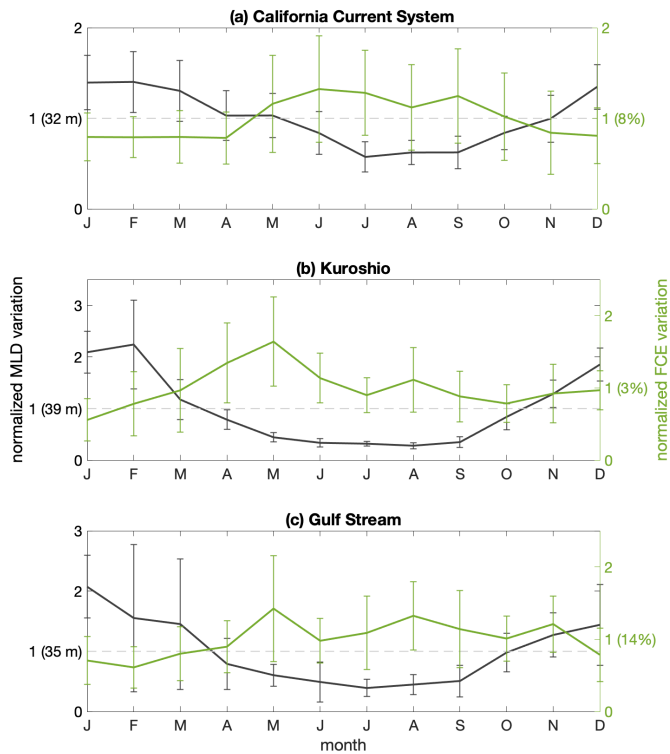 (a) California Current System
2
2
1 (32 m)
1 (8%)
0
0
J F M A M J J A S O N D
(b) Kuroshio
3
2
2
1 (39 m)
1 (3%)
0
0
J F M A M J J A S O N D
normalized MLD variation
normalized FCE variation
(c) Gulf Stream
3
2
2
1 (35 m)
1 (14%)
0
0
J F M A M J J A S O N D
month